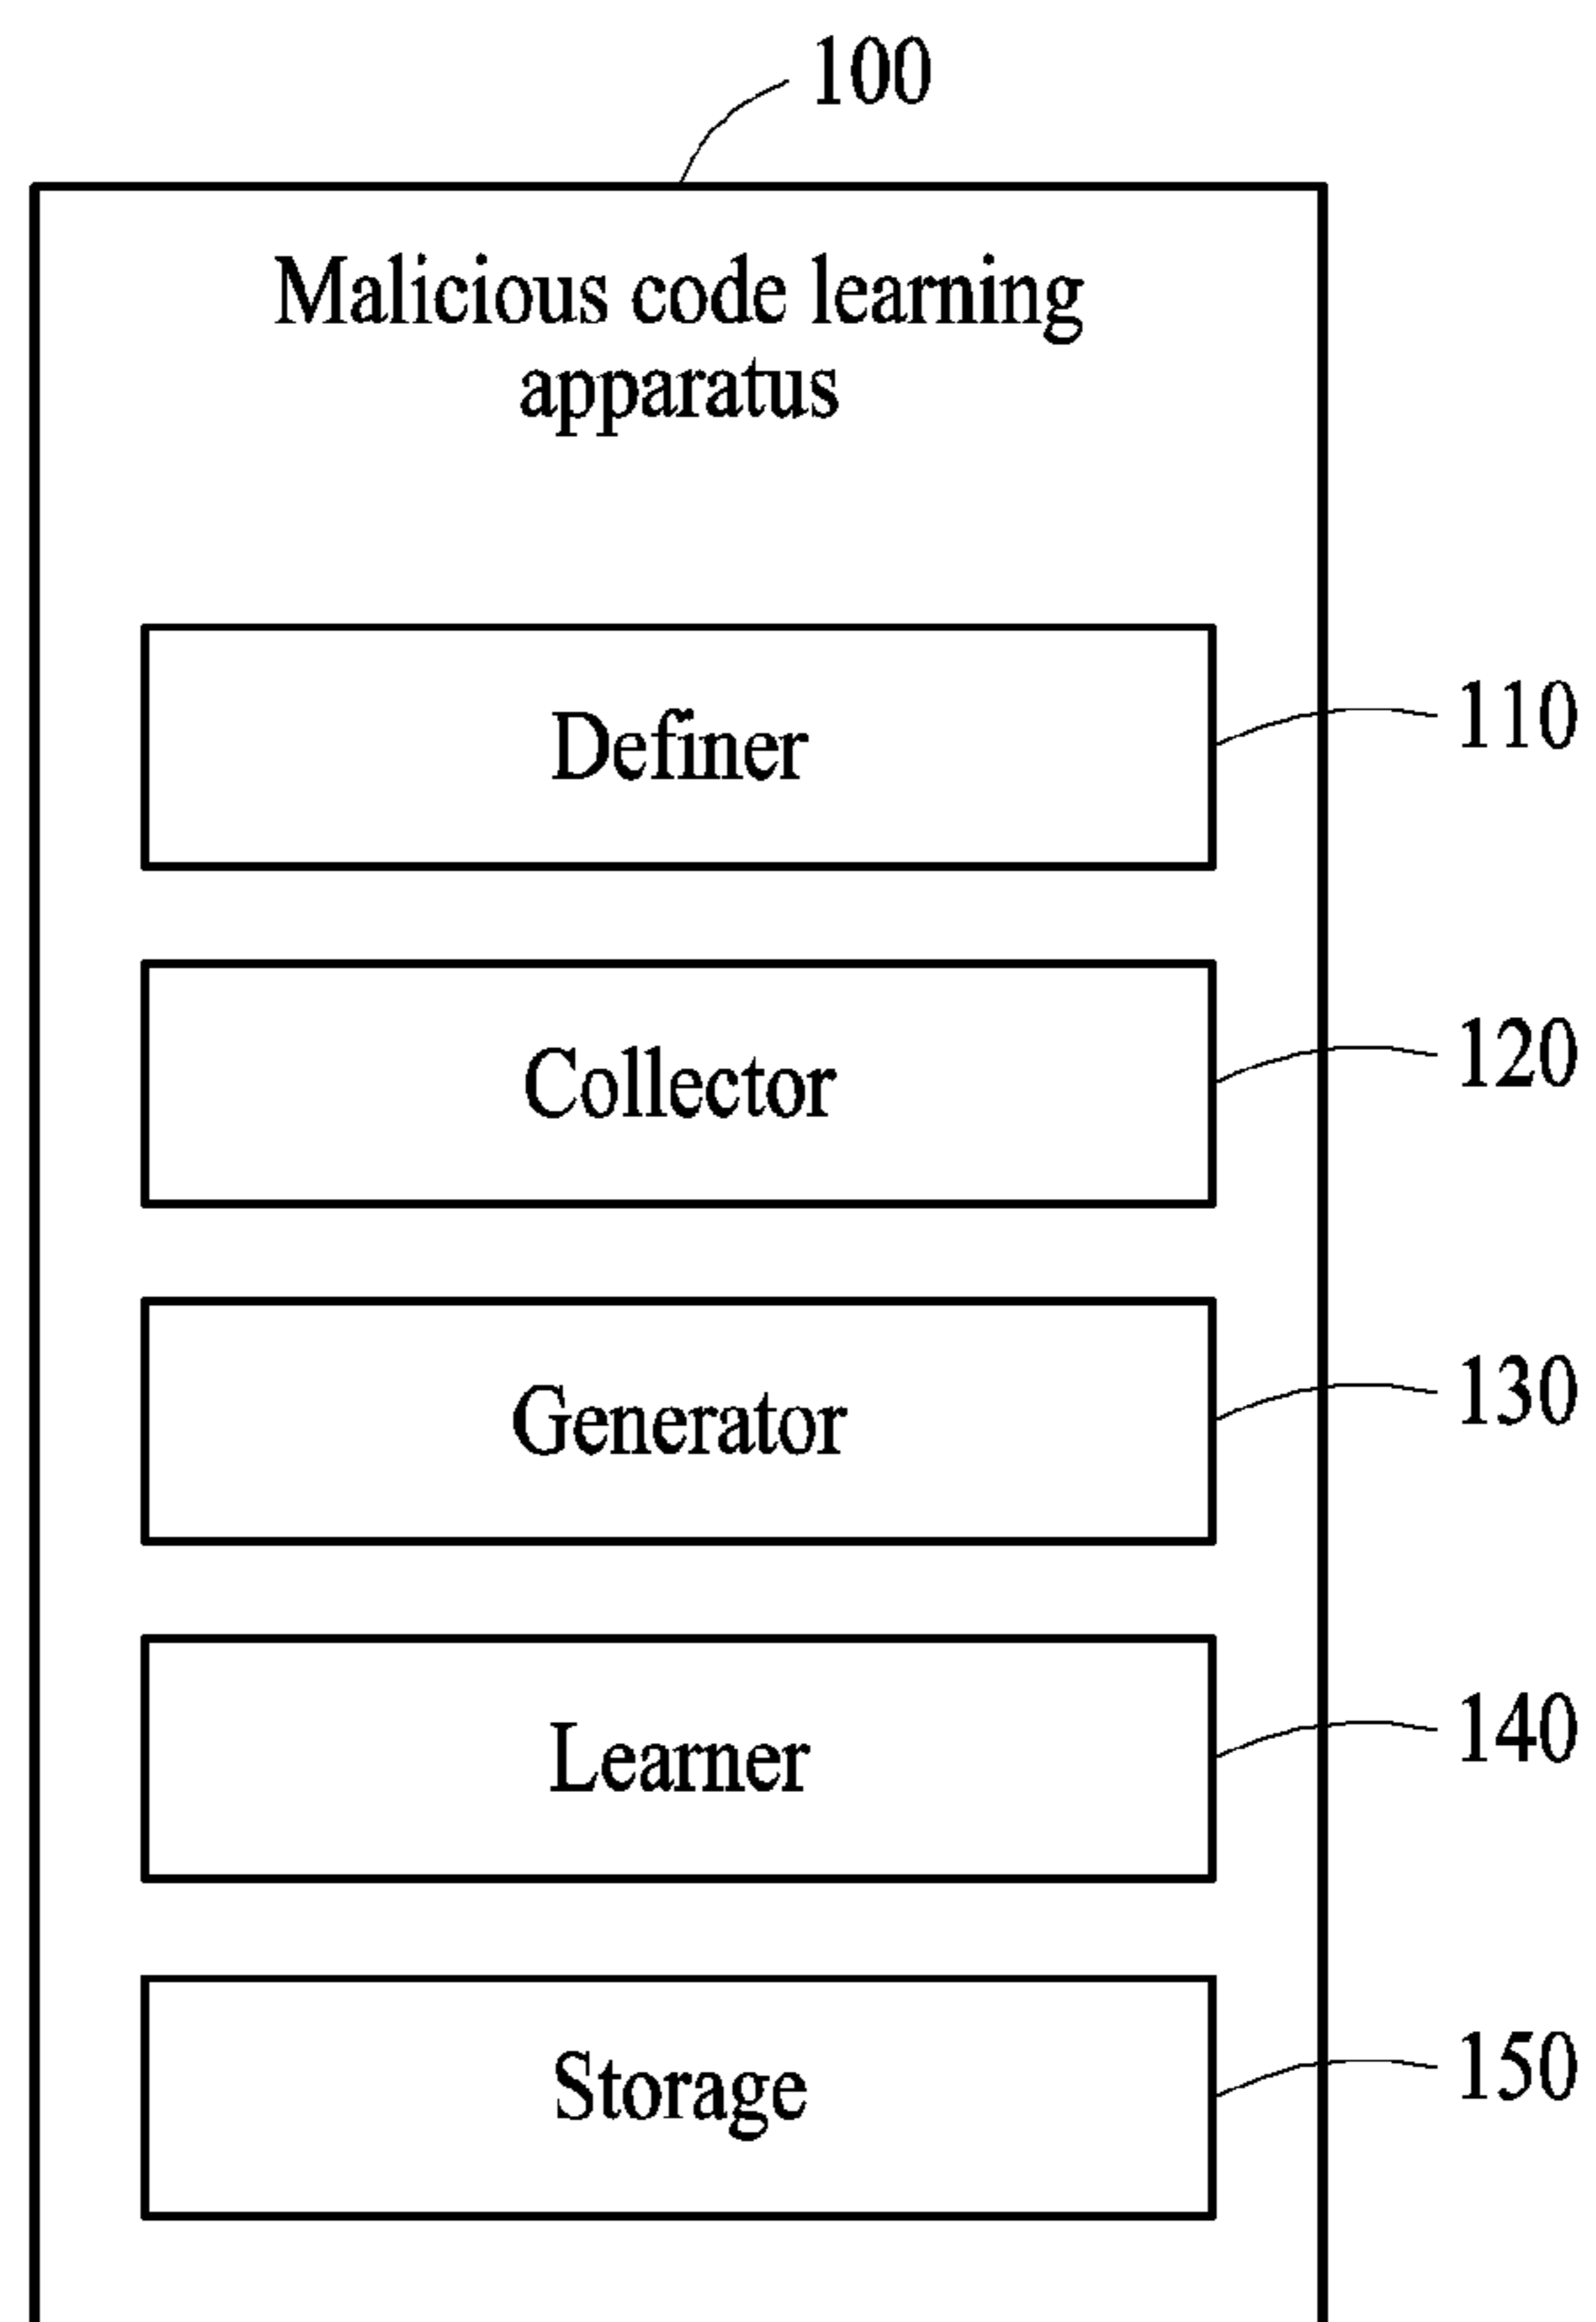 100
Malicious code learning
apparatus
Definer
110
Collector
120
Generator
130
Learner
140
Storage
150